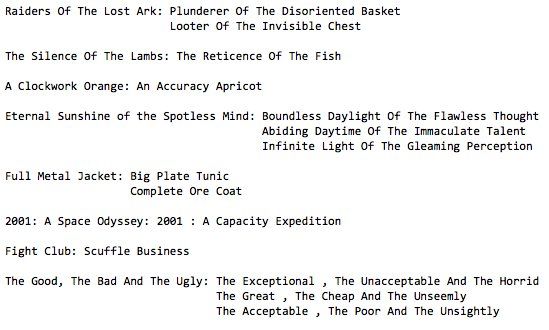 Raiders Of The Lost Ark: Plunderer Of The Disoriented Basket
Looter Of The Invisible Chest
The Silence Of The Lambs: The Reticence Of The Fish
A Clockwork Orange: An Accuracy Apricot
Eternal Sunshine of the Spotless Mind: Boundless Daylight Of The Flawless Thought
Abiding Daytime Of The Immaculate Talent
Infinite Light Of The Gleaming Perception
Full Metal Jacket: Big Plate Tunic
Complete Ore Coat
2001: A Space Odyssey: 2001 : A Capacity Expedition
Fight Club: Scuffle Business
The Good, The Bad And The Ugly: The Exceptional , The Unacceptable And The Horrid
The Great , The Cheap And The Unseemly
The Acceptable , The Poor And The Unsightly